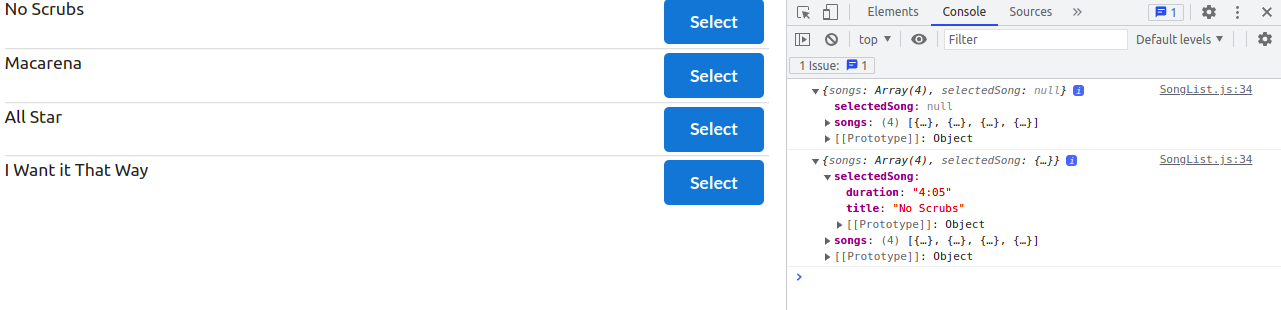 No Scrubs
Select
Macarena
Select
All Star
Select
I Want it That Way
Select
Elements Console Sources » 1
top Filter Default levels
1 Issue: 1
{songs: Array(4), selectedSong: null} i SongList.js:34
selectedSong: null
songs: (4) [{…}, {…}, {…}, {…}]
[[Prototype]]: Object
{songs: Array(4), selectedSong: {…}} i SongList.js:34
selectedSong:
duration: "4:05"
title: "No Scrubs"
[[Prototype]]: Object
songs: (4) [{…}, {…}, {…}, {…}]
[[Prototype]]: Object